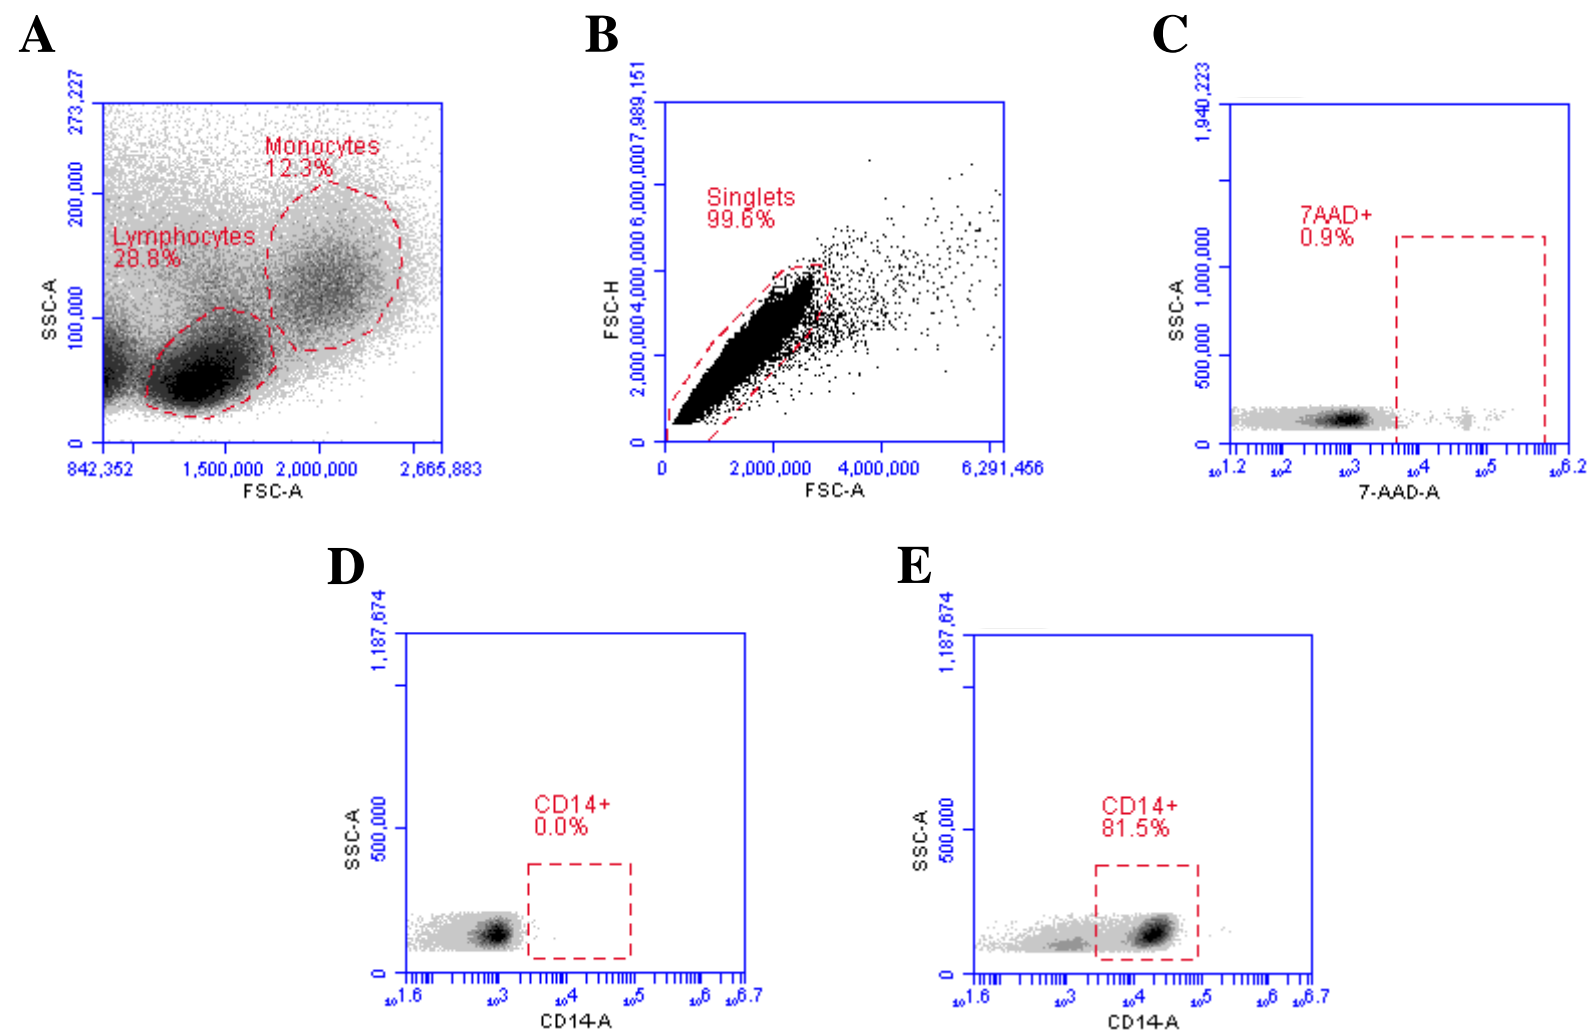 A
273,227
200,000
100,000
0
SSC-A
Monocytes
12.3%
Lymphocytes
28.8%
842,352 1,500,000 2,000,000 2,665,883
FSC-A
B
7,989,151
6,000,000
4,000,000
2,000,000
0
FSC-H
Singlets
99.6%
0 2,000,000 4,000,000 6,291,456
FSC-A
C
1,940,223
1,000,000
500,000
0
SSC-A
7AAD+
0.9%
10^1.2 10^2 10^3 10^4 10^5 10^6.2
7-AAD-A
D
1,187,674
500,000
0
SSC-A
CD14+
0.0%
10^1.6 10^3 10^4 10^5 10^6 10^6.7
CD14-A
E
1,187,674
500,000
0
SSC-A
CD14+
81.5%
10^1.6 10^3 10^4 10^5 10^6 10^6.7
CD14-A